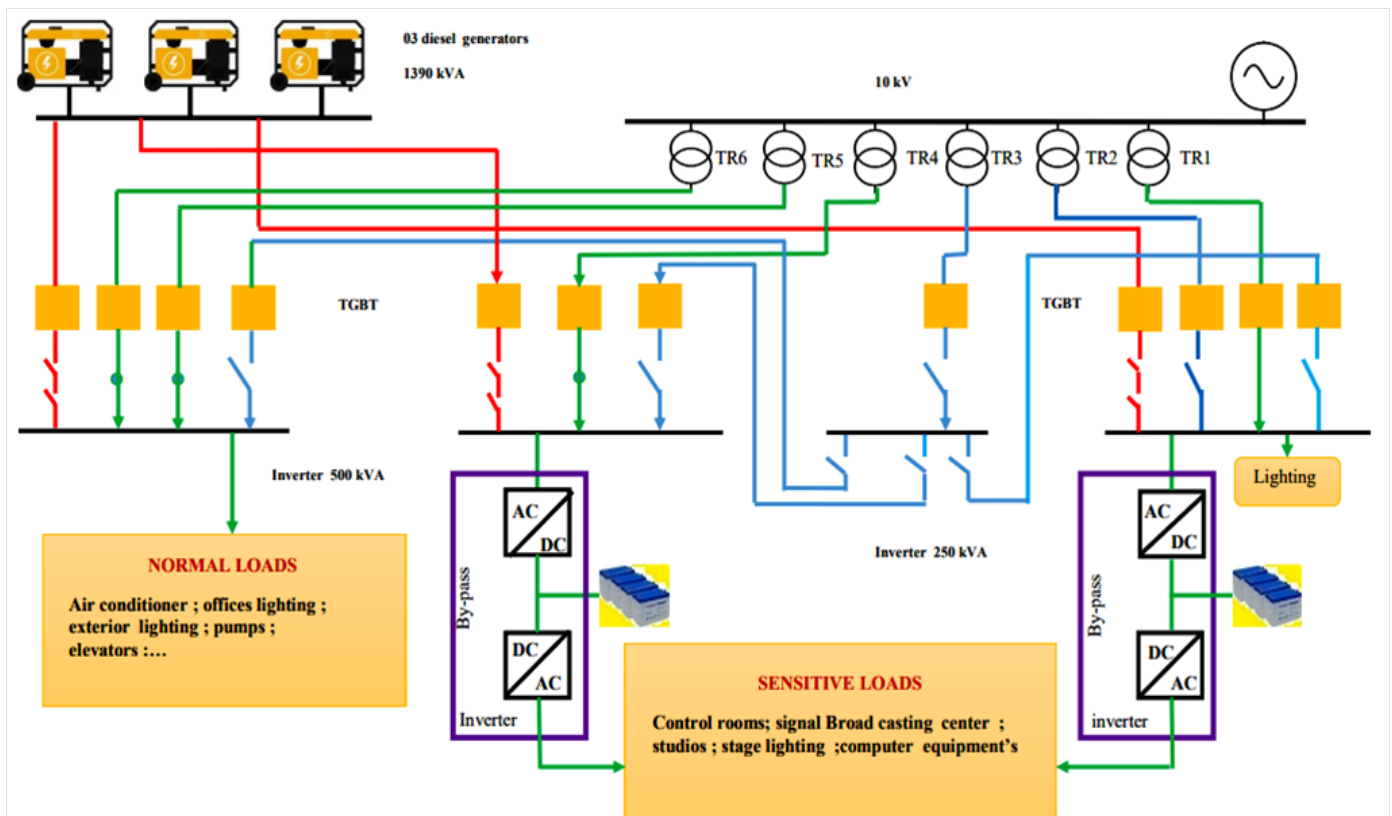 03 diesel generators
1390 kVA
10 kV
TR6
TR5
TR4
TR3
TR2
TR1
TGBT
TGBT
Inverter 500 kVA
Lighting
NORMAL LOADS
Air conditioner ; offices lighting ;
exterior lighting ; pumps ;
elevators :...
AC
DC
By-pass
DC
AC
Inverter
Inverter 250 kVA
AC
DC
By-pass
DC
AC
inverter
SENSITIVE LOADS
Control rooms; signal Broad casting center ;
studios ; stage lighting ;computer equipment's